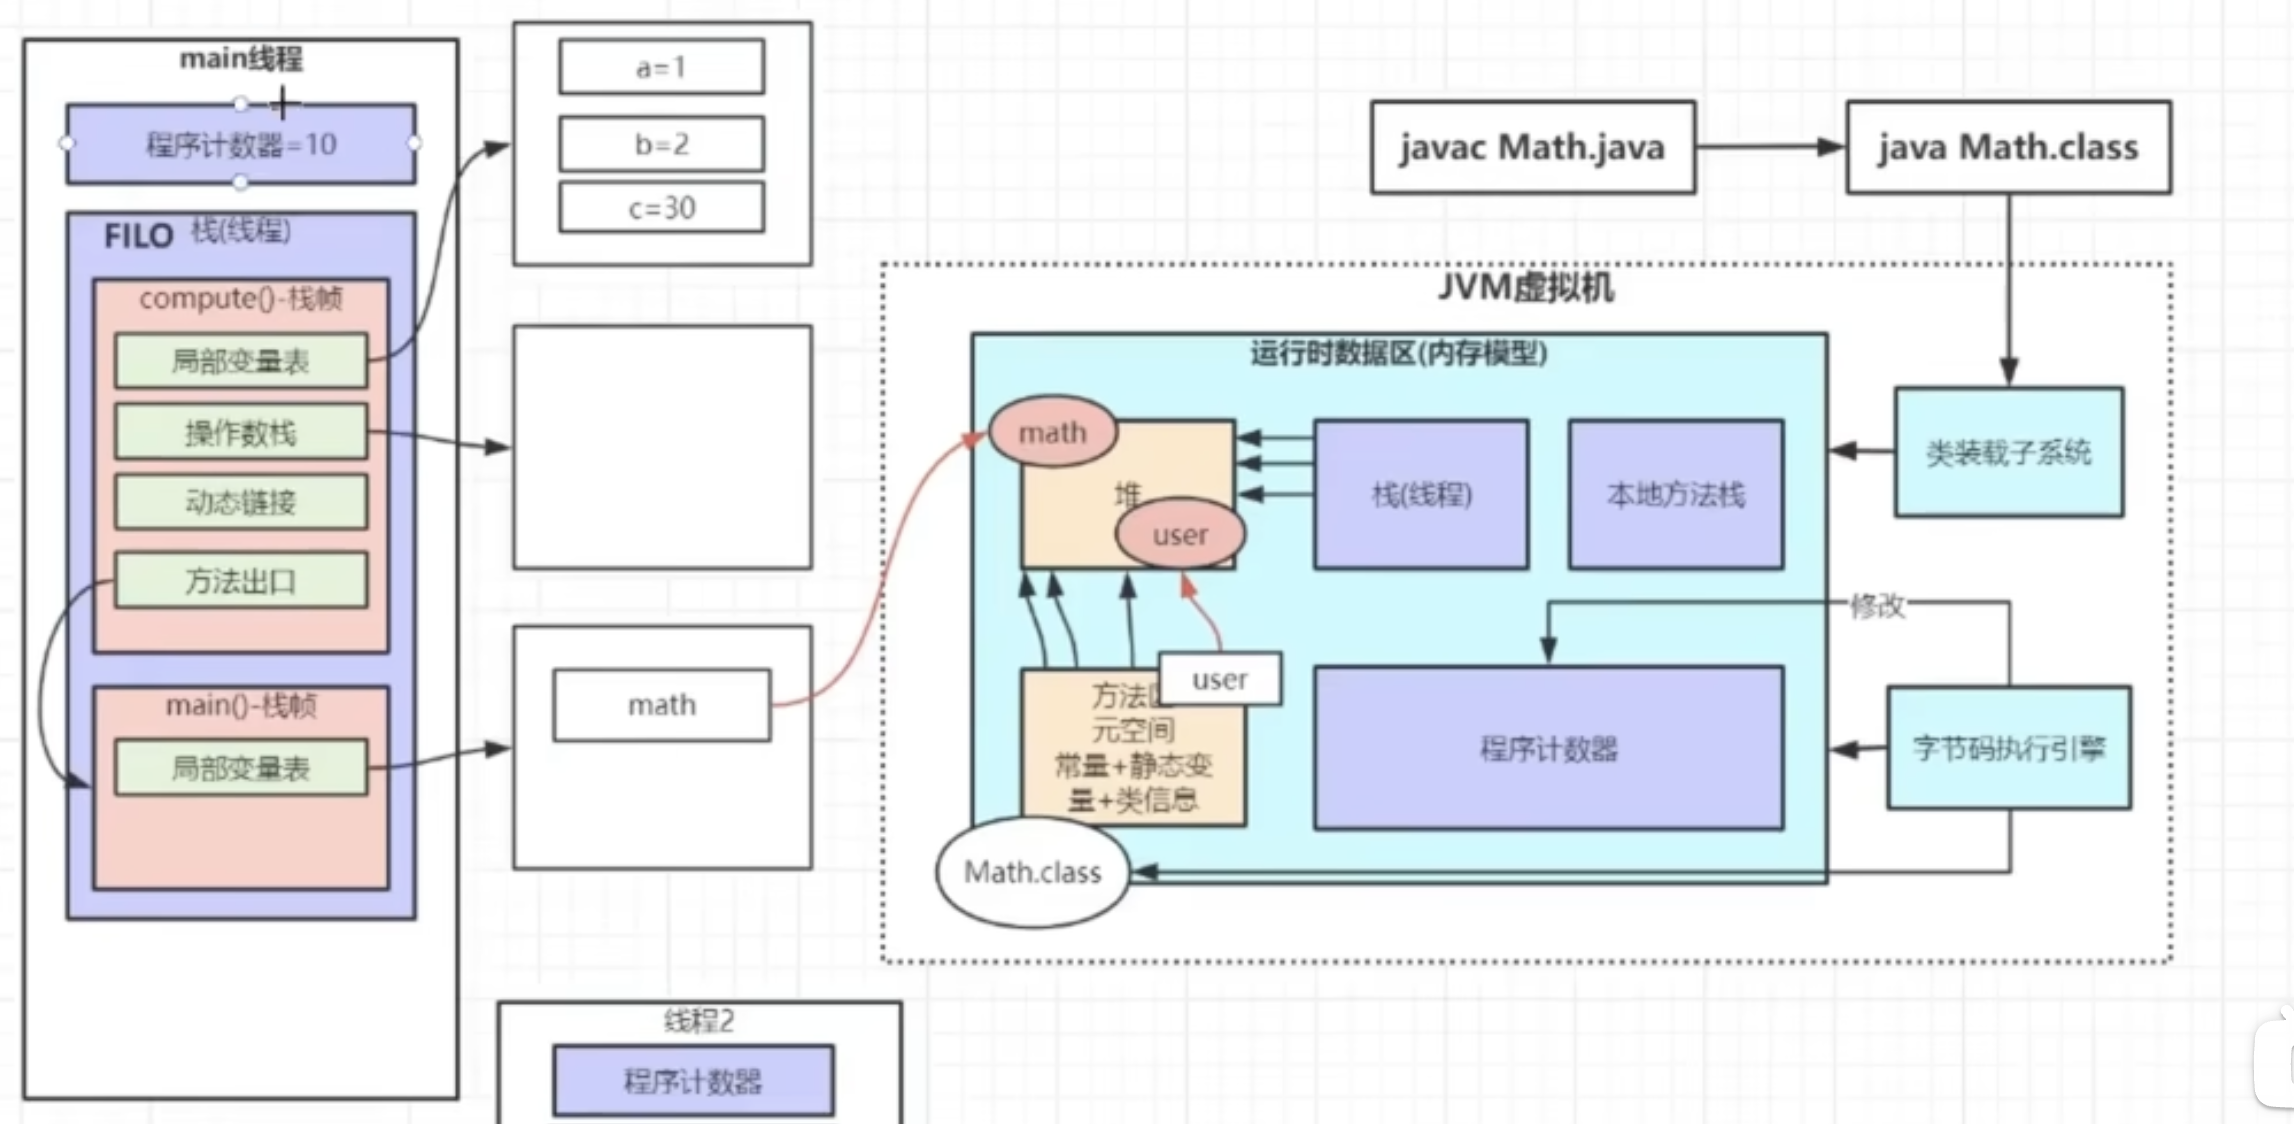 main线程
程序计数器=10
FILO 栈(线程)
compute()-栈帧
局部变量表
操作数栈
动态链接
方法出口
main()-栈帧
局部变量表
a=1
b=2
c=30
math
线程2
程序计数器
javac Math.java
java Math.class
JVM虚拟机
运行时数据区(内存模型)
math
堆
user
栈(线程)
本地方法栈
类装载子系统
修改
user
方法区
元空间
常量+静态变
量+类信息
程序计数器
字节码执行引擎
Math.class